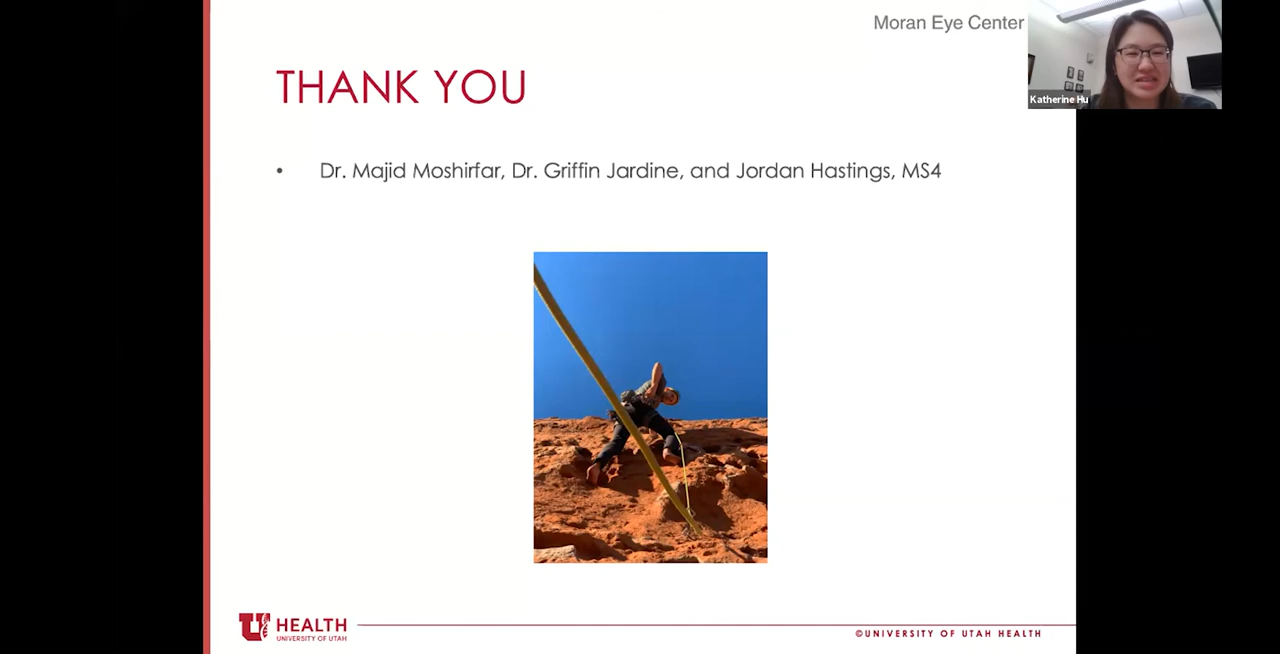 Moran Eye Center
Katherine Hu
THANK YOU
• Dr. Majid Moshirfar, Dr. Griffin Jardine, and Jordan Hastings, MS4
U HEALTH
UNIVERSITY OF UTAH
©UNIVERSITY OF UTAH HEALTH